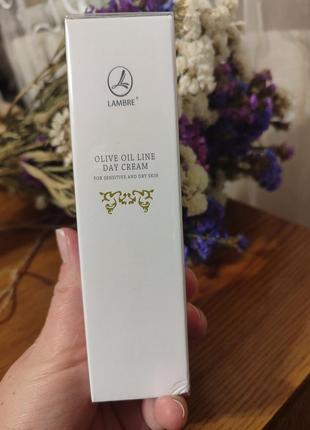 LAMBRE®
OLIVE OIL LINE
DAY CREAM
FOR SENSITIVE AND DRY SKIN